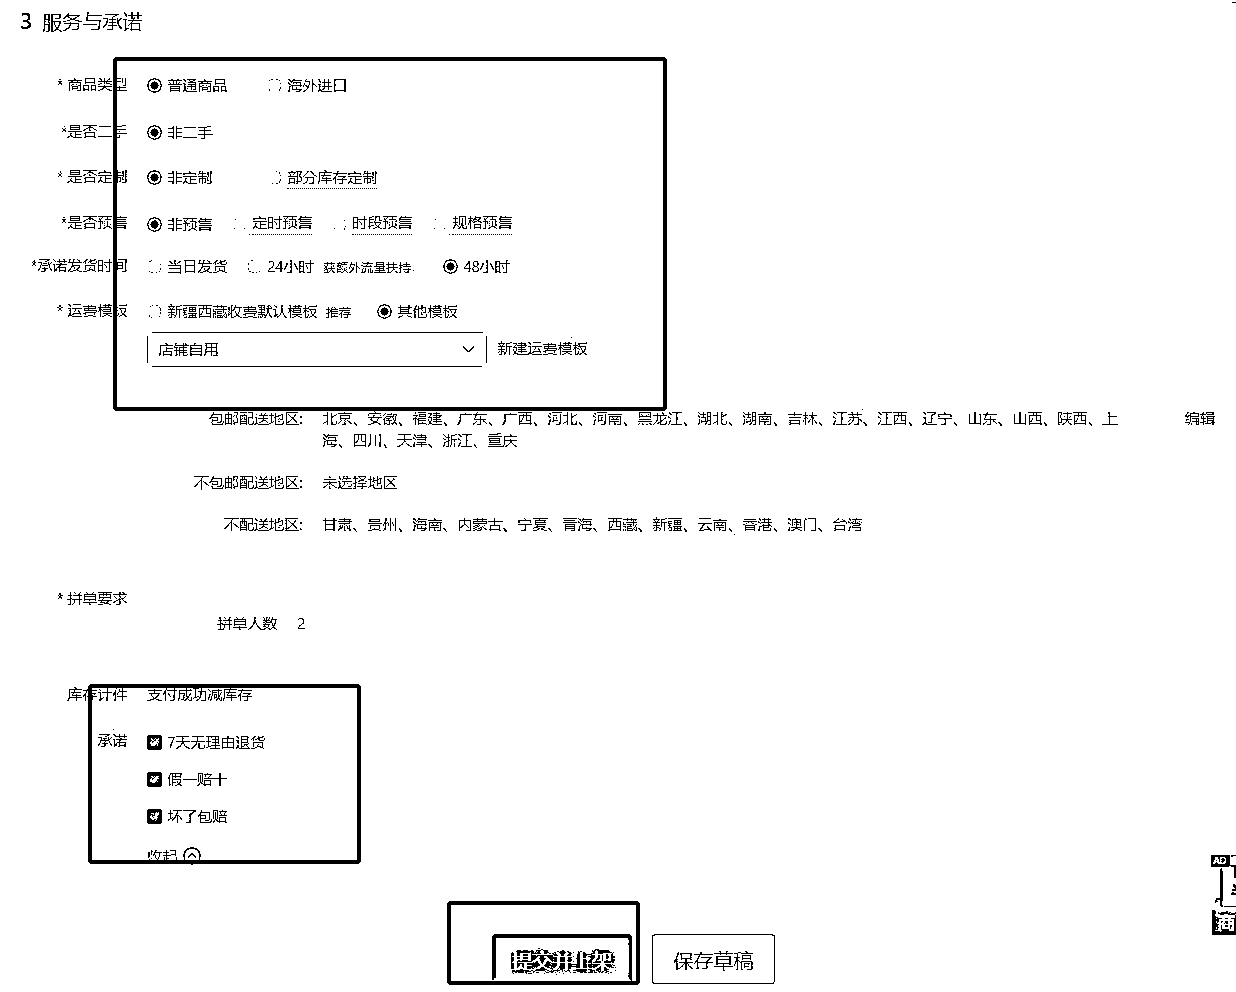 3 服务与承诺
* 商品类型 普通商品 海外进口
*是否二手 非二手
* 是否定制 非定制 部分库存定制
*是否预售 非预售 定时预售 时段预售 规格预售
*承诺发货时间 当日发货 24小时 获额外流量扶持. 48小时
* 运费模板 新疆西藏收费默认模板 推荐 其他模板
店铺自用 新建运费模板
包邮配送地区: 北京、安徽、福建、广东、广西、河北、河南、黑龙江、湖北、湖南、吉林、江苏、江西、辽宁、山东、山西、陕西、上 编辑
海、四川、天津、浙江、重庆
不包邮配送地区: 未选择地区
不配送地区: 甘肃、贵州、海南、内蒙古、宁夏、青海、西藏、新疆、云南、香港、澳门、台湾
* 拼单要求
拼单人数 2
库存计件 支付成功减库存
承诺 7天无理由退货
假一赔十
坏了包赔
收起
AD
商
提交并上架 保存草稿